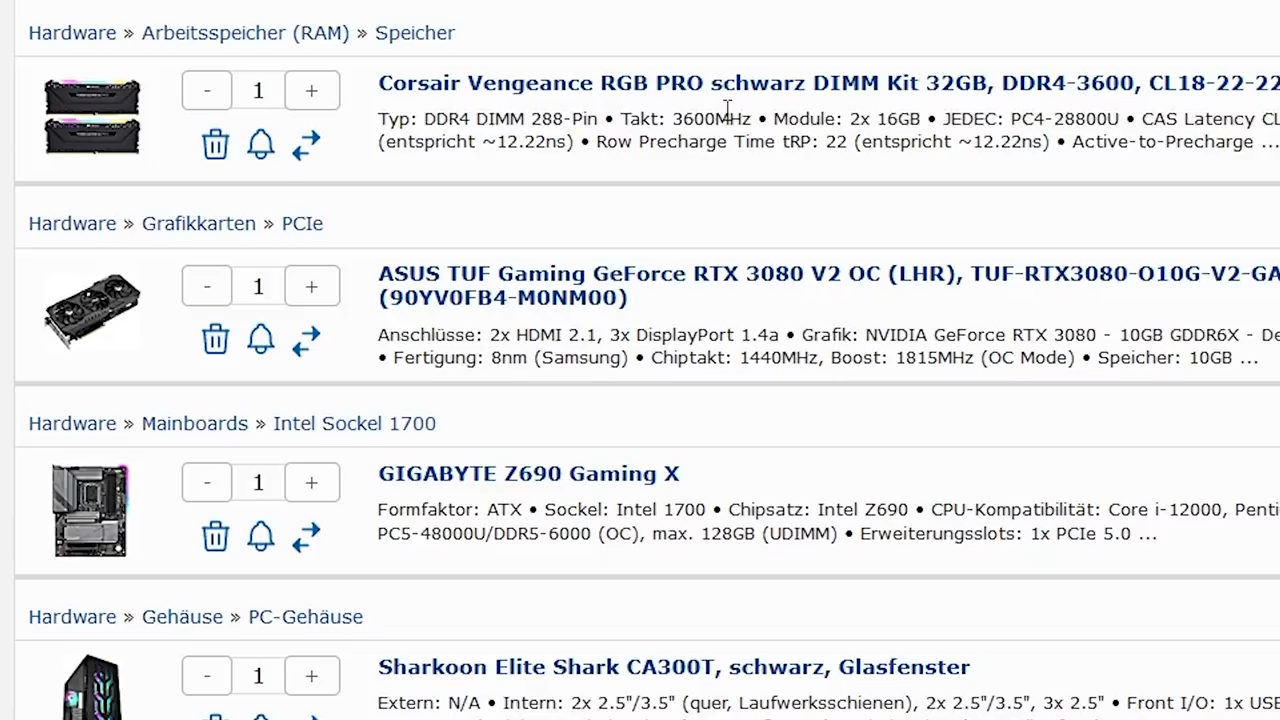 Hardware » Arbeitsspeicher (RAM) » Speicher
- 1 +
Corsair Vengeance RGB PRO schwarz DIMM Kit 32GB, DDR4-3600, CL18-22-22
Typ: DDR4 DIMM 288-Pin • Takt: 3600MHz • Module: 2x 16GB • JEDEC: PC4-28800U • CAS Latency CL
(entspricht ~12.22ns) • Row Precharge Time tRP: 22 (entspricht ~12.22ns) • Active-to-Precharge ...
Hardware » Grafikkarten » PCIe
- 1 +
ASUS TUF Gaming GeForce RTX 3080 V2 OC (LHR), TUF-RTX3080-O10G-V2-GA
(90YV0FB4-M0NM00)
Anschlüsse: 2x HDMI 2.1, 3x DisplayPort 1.4a • Grafik: NVIDIA GeForce RTX 3080 - 10GB GDDR6X - De
• Fertigung: 8nm (Samsung) • Chiptakt: 1440MHz, Boost: 1815MHz (OC Mode) • Speicher: 10GB ...
Hardware » Mainboards » Intel Sockel 1700
- 1 +
GIGABYTE Z690 Gaming X
Formfaktor: ATX • Sockel: Intel 1700 • Chipsatz: Intel Z690 • CPU-Kompatibilität: Core i-12000, Penti
PC5-48000U/DDR5-6000 (OC), max. 128GB (UDIMM) • Erweiterungsslots: 1x PCIe 5.0 ...
Hardware » Gehäuse » PC-Gehäuse
- 1 +
Sharkoon Elite Shark CA300T, schwarz, Glasfenster
Extern: N/A • Intern: 2x 2.5"/3.5" (quer, Laufwerksschienen), 2x 2.5"/3.5", 3x 2.5" • Front I/O: 1x USB